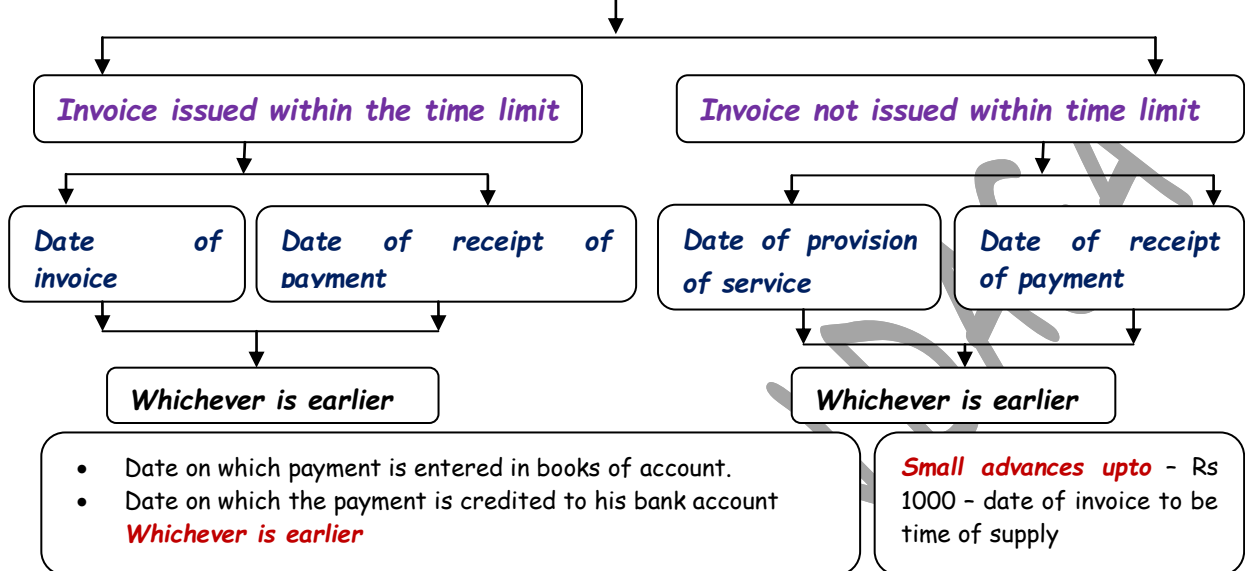 Invoice issued within the time limit
Invoice not issued within time limit
Date of
invoice
Date of receipt of
payment
Date of provision
of service
Date of receipt
of payment
Whichever is earlier
Whichever is earlier
• Date on which payment is entered in books of account.
• Date on which the payment is credited to his bank account
Whichever is earlier
Small advances upto – Rs
1000 – date of invoice to be
time of supply